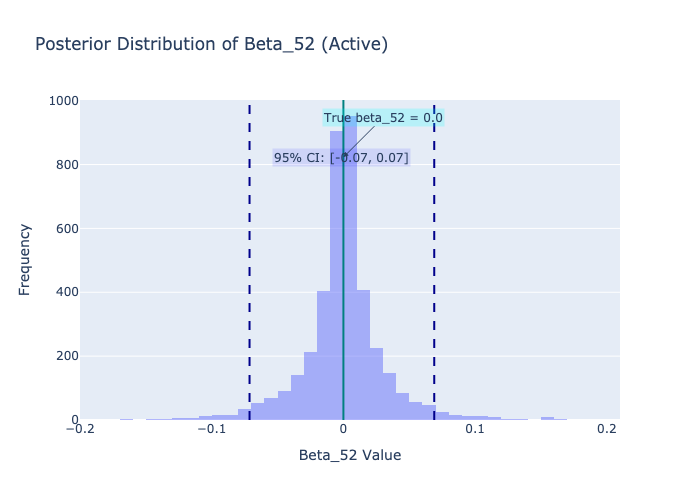 Posterior Distribution of Beta_52 (Active)
1000
True beta_52 = 0.0
95% CI: [-0.07, 0.07]
800
600
400
200
0
Frequency
−0.2
−0.1
0
0.1
0.2
Beta_52 Value